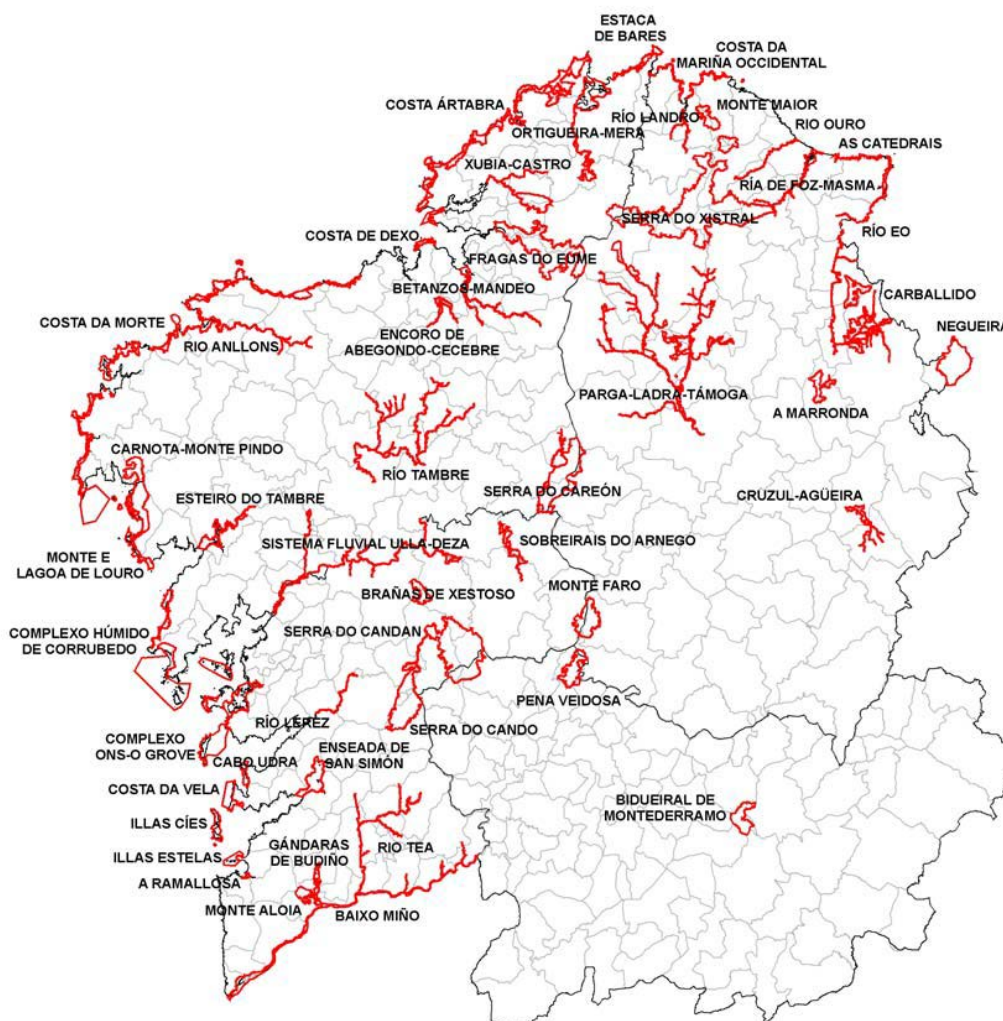 ESTACA
DE BARES
COSTA DA
MARIÑA OCCIDENTAL
COSTA ÁRTABRA
RÍO LANDRO
MONTE MAIOR
ORTIGUEIRA-MERA
RIO OURO
AS CATEDRAIS
XUBIA-CASTRO
RÍA DE FOZ-MASMA
SERRA DO XISTRAL
RÍO EO
COSTA DE DEXO
FRAGAS DO EUME
BETANZOS-MANDEO
CARBALLIDO
COSTA DA MORTE
NEGUEIRA
RIO ANLLONS
ENCORO DE
ABEGONDO-CECEBRE
PARGA-LADRA-TÁMOGA
A MARRONDA
CARNOTA-MONTE PINDO
RÍO TAMBRE
SERRA DO CAREÓN
CRUZUL-AGÜEIRA
ESTEIRO DO TAMBRE
SISTEMA FLUVIAL ULLA-DEZA
SOBREIRAIS DO ARNEGO
MONTE E
LAGOA DE LOURO
BRAÑAS DE XESTOSO
MONTE FARO
COMPLEXO HÚMIDO
DE CORRUBEDO
SERRA DO CANDAN
PENA VEIDOSA
RÍO LÉREZ
SERRA DO CANDO
COMPLEXO
ONS-O GROVE
CABO UDRA
ENSEADA DE
SAN SIMÓN
COSTA DA VELA
ILLAS CÍES
BIDUEIRAL DE
MONTEDERRAMO
GÁNDARAS
DE BUDIÑO
RIO TEA
ILLAS ESTELAS
A RAMALLOSA
MONTE ALOIA
BAIXO MIÑO